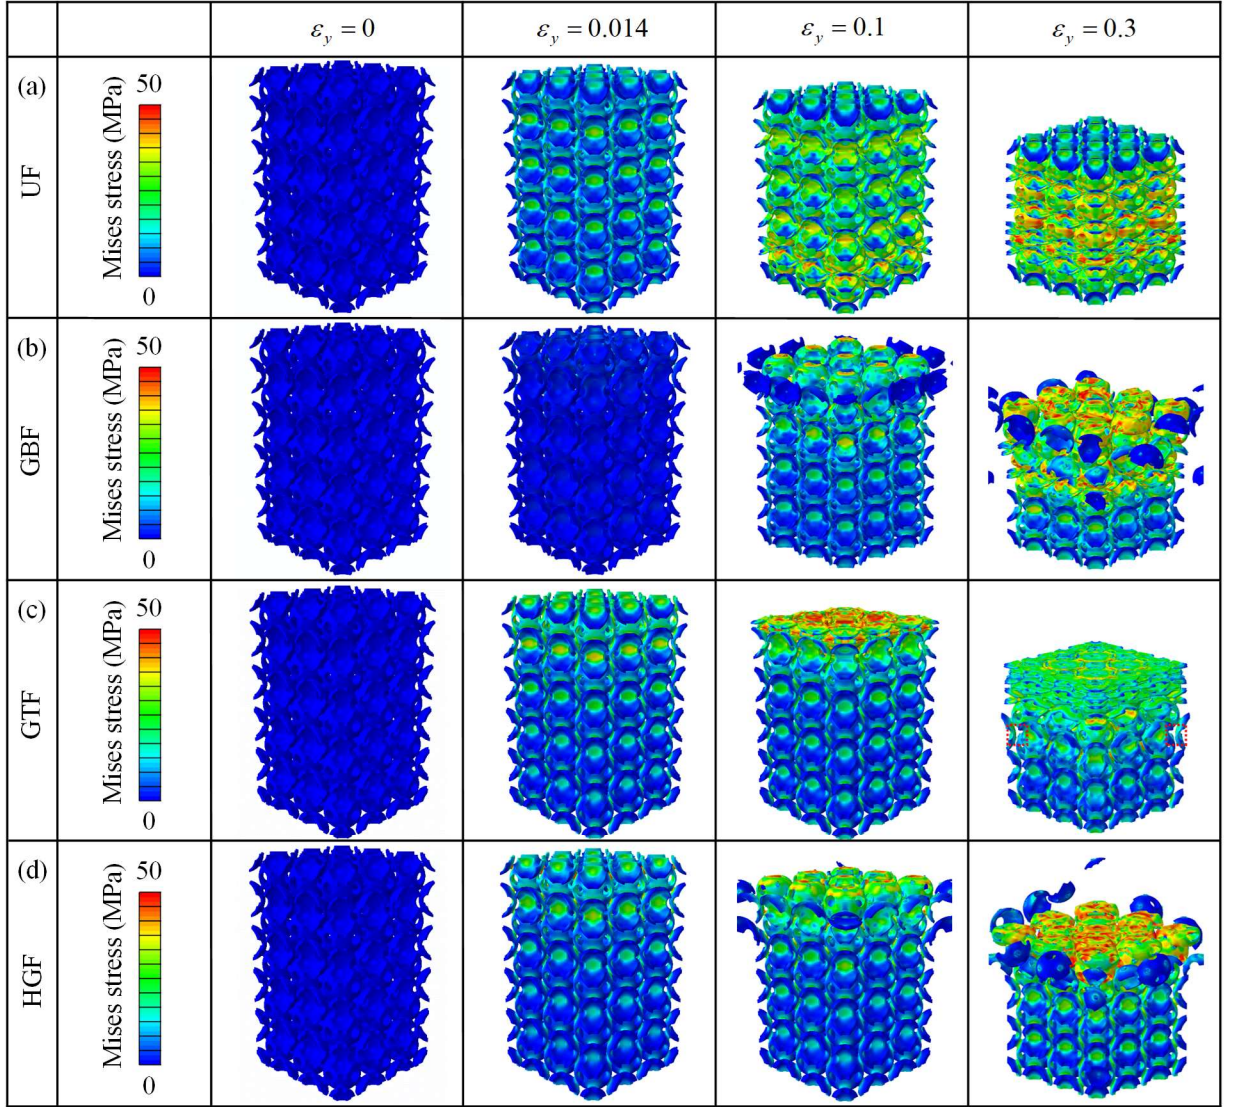 ε_y = 0
ε_y = 0.014
ε_y = 0.1
ε_y = 0.3
(a)
UF
Mises stress (MPa)
50
0
(b)
GBF
Mises stress (MPa)
50
0
(c)
GTF
Mises stress (MPa)
50
0
(d)
HGF
Mises stress (MPa)
50
0